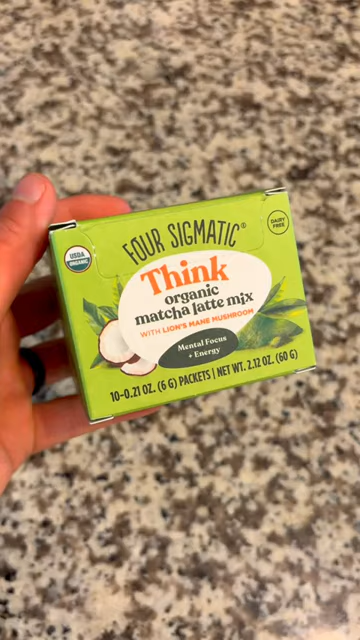 FOUR SIGMATIC®
USDA
ORGANIC
DAIRY
FREE
Think
organic
matcha latte mix
WITH LION'S MANE MUSHROOM
Mental Focus
+ Energy
10-0.21 OZ. (6 G) PACKETS | NET WT. 2.12 OZ. (60 G)